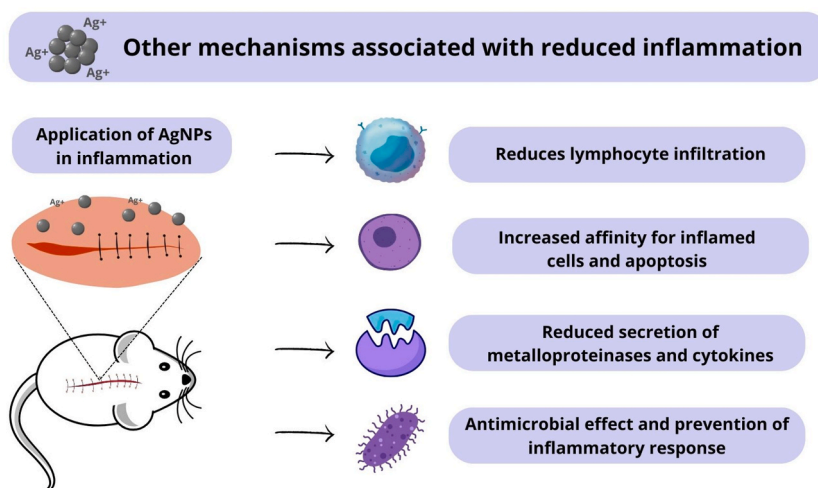 Ag+
Ag+
Ag+
Other mechanisms associated with reduced inflammation
Application of AgNPs
in inflammation
Reduces lymphocyte infiltration
Ag+
Ag+
Increased affinity for inflamed
cells and apoptosis
Reduced secretion of
metalloproteinases and cytokines
Antimicrobial effect and prevention of
inflammatory response